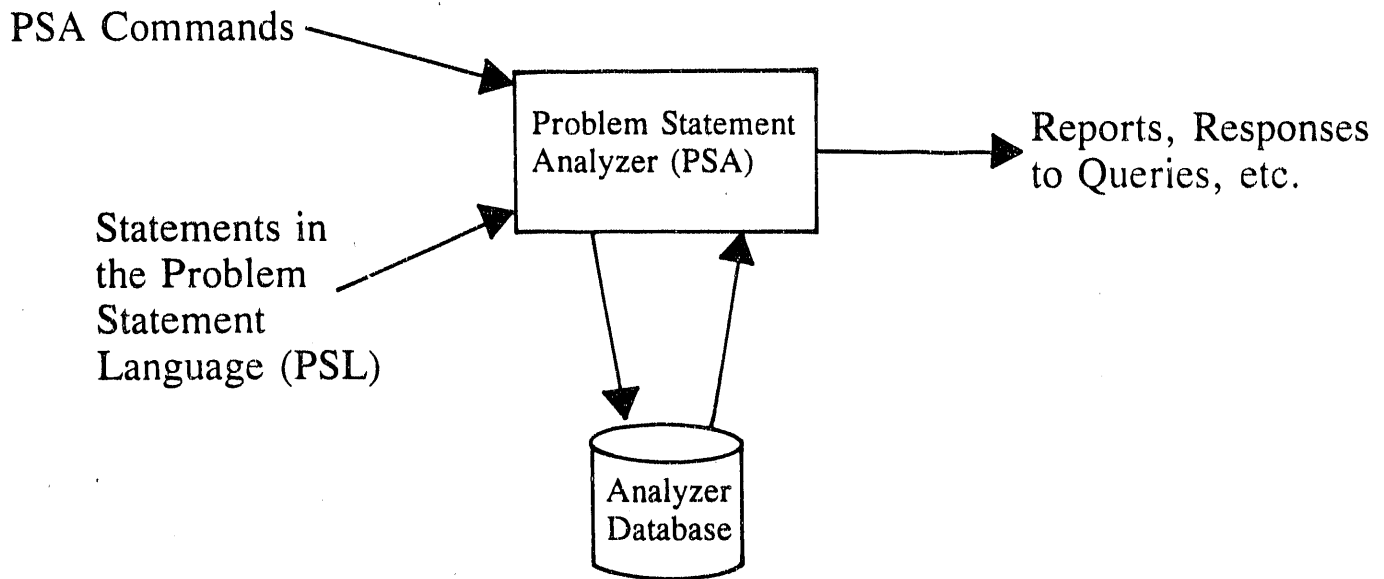 PSA Commands
Problem Statement
Analyzer (PSA)
Reports, Responses
to Queries, etc.
Statements in
the Problem
Statement
Language (PSL)
Analyzer
Database